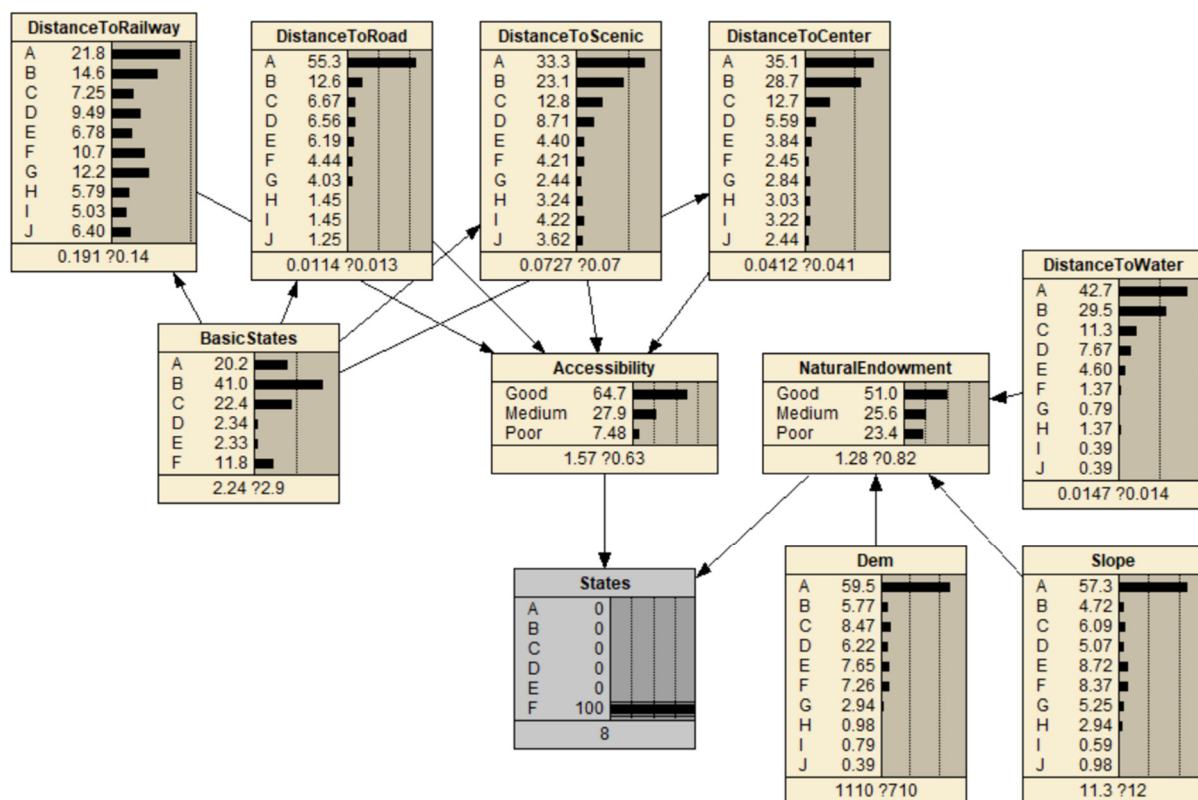 DistanceToRailway
A 21.8
B 14.6
C 7.25
D 9.49
E 6.78
F 10.7
G 12.2
H 5.79
I 5.03
J 6.40
0.191 ?0.14
DistanceToRoad
A 55.3
B 12.6
C 6.67
D 6.56
E 6.19
F 4.44
G 4.03
H 1.45
I 1.45
J 1.25
0.0114 ?0.013
DistanceToScenic
A 33.3
B 23.1
C 12.8
D 8.71
E 4.40
F 4.21
G 2.44
H 3.24
I 4.22
J 3.62
0.0727 ?0.07
DistanceToCenter
A 35.1
B 28.7
C 12.7
D 5.59
E 3.84
F 2.45
G 2.84
H 3.03
I 3.22
J 2.44
0.0412 ?0.041
DistanceToWater
A 42.7
B 29.5
C 11.3
D 7.67
E 4.60
F 1.37
G 0.79
H 1.37
I 0.39
J 0.39
0.0147 ?0.014
BasicStates
A 20.2
B 41.0
C 22.4
D 2.34
E 2.33
F 11.8
2.24 ?2.9
Accessibility
Good 64.7
Medium 27.9
Poor 7.48
1.57 ?0.63
NaturalEndowment
Good 51.0
Medium 25.6
Poor 23.4
1.28 ?0.82
States
A 0
B 0
C 0
D 0
E 0
F 100
8
Dem
A 59.5
B 5.77
C 8.47
D 6.22
E 7.65
F 7.26
G 2.94
H 0.98
I 0.79
J 0.39
1110 ?710
Slope
A 57.3
B 4.72
C 6.09
D 5.07
E 8.72
F 8.37
G 5.25
H 2.94
I 0.59
J 0.98
11.3 ?12